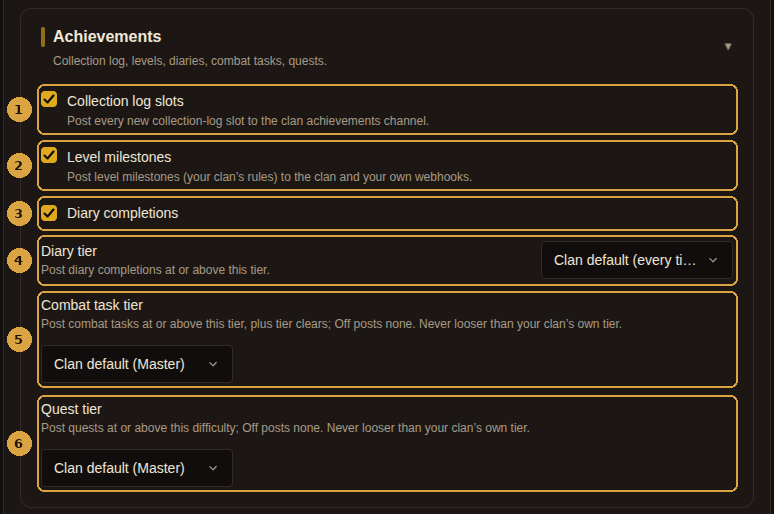 Achievements
Collection log, levels, diaries, combat tasks, quests.
1
Collection log slots
Post every new collection-log slot to the clan achievements channel.
2
Level milestones
Post level milestones (your clan's rules) to the clan and your own webhooks.
3
Diary completions
4
Diary tier
Post diary completions at or above this tier.
Clan default (every ti…
5
Combat task tier
Post combat tasks at or above this tier, plus tier clears; Off posts none. Never looser than your clan's own tier.
Clan default (Master)
6
Quest tier
Post quests at or above this difficulty; Off posts none. Never looser than your clan's own tier.
Clan default (Master)